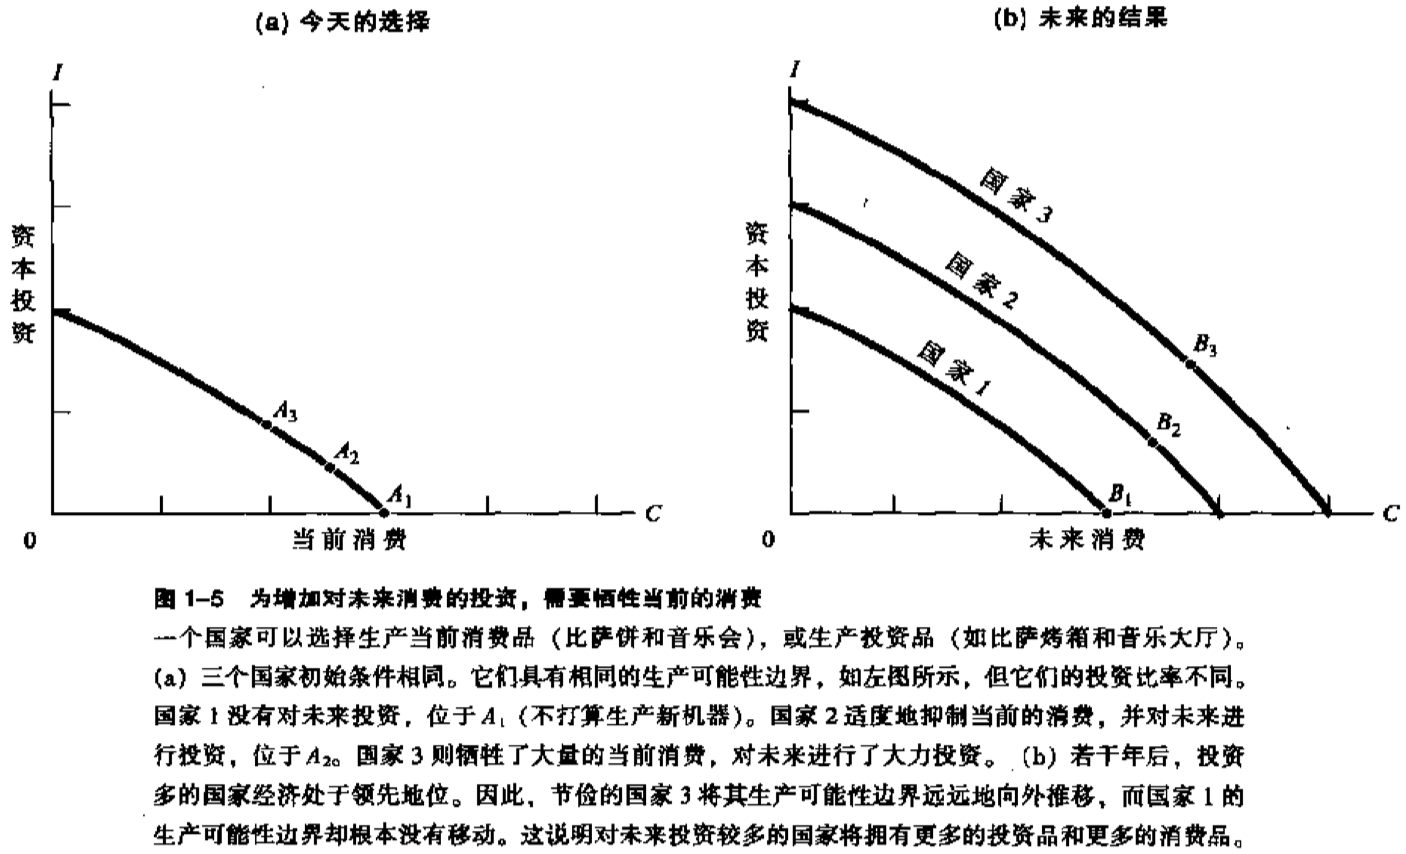 (a) 今天的选择
(b) 未来的结果
I
资本投资
A3
A2
A1
C
0
当前消费
I
资本投资
国家 3
国家 2
国家 1
B3
B2
B1
C
0
未来消费
图 1–5 为增加对未来消费的投资，需要牺牲当前的消费
一个国家可以选择生产当前消费品（比萨饼和音乐会），或生产投资品（如比萨烤箱和音乐大厅）。
(a) 三个国家初始条件相同。它们具有相同的生产可能性边界，如左图所示，但它们的投资比率不同。
国家 1 没有对未来投资，位于 A1（不打算生产新机器）。国家 2 适度地抑制当前的消费，并对未来进
行投资，位于 A2。国家 3 则牺牲了大量的当前消费，对未来进行了大力投资。(b) 若干年后，投资
多的国家经济处于领先地位。因此，节俭的国家 3 将其生产可能性边界远远地向外推移，而国家 1 的
生产可能性边界却根本没有移动。这说明对未来投资较多的国家将拥有更多的投资品和更多的消费品。